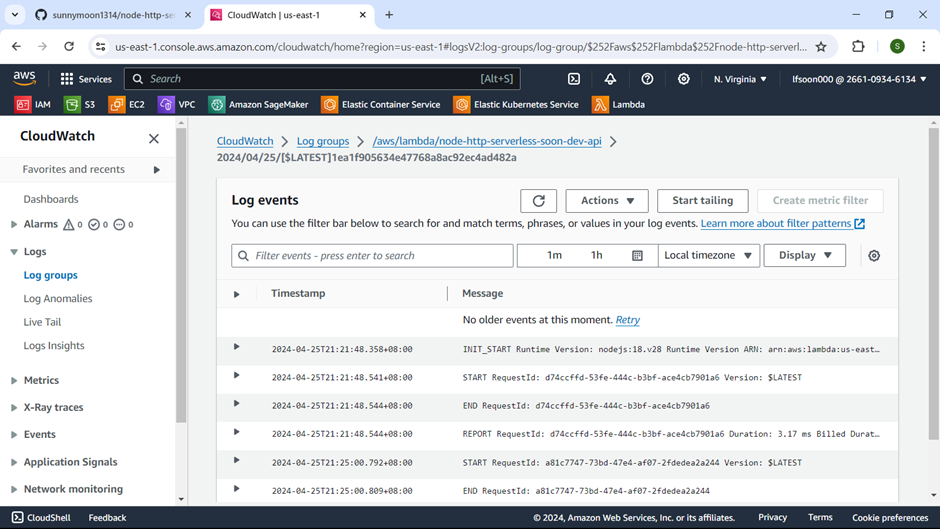 sunnymoon1314/node-http-ser
CloudWatch | us-east-1
us-east-1.console.aws.amazon.com/cloudwatch/home?region=us-east-1#logsV2:log-groups/log-group/$252Faws$252Flambda$252Fnode-http-serverl...
S
aws
Services
Search
[Alt+S]
N. Virginia
lfsoon000 @ 2661-0934-6134
IAM
S3
EC2
VPC
Amazon SageMaker
Elastic Container Service
Elastic Kubernetes Service
Lambda
CloudWatch
Favorites and recents
Dashboards
Alarms 0 0 0
Logs
Log groups
Log Anomalies
Live Tail
Logs Insights
Metrics
X-Ray traces
Events
Application Signals
Network monitoring
CloudWatch
Log groups
/aws/lambda/node-http-serverless-soon-dev-api
2024/04/25/[$LATEST]1ea1f905634e47768a8ac92ec4ad482a
Log events
Actions
Start tailing
Create metric filter
You can use the filter bar below to search for and match terms, phrases, or values in your log events. Learn more about filter patterns
Filter events - press enter to search
1m
1h
Local timezone
Display
Timestamp
Message
No older events at this moment. Retry
2024-04-25T21:21:48.358+08:00 INIT_START Runtime Version: nodejs:18.v28 Runtime Version ARN: arn:aws:lambda:us-east...
2024-04-25T21:21:48.541+08:00 START RequestId: d74ccffd-53fe-444c-b3bf-ace4cb7901a6 Version: $LATEST
2024-04-25T21:21:48.544+08:00 END RequestId: d74ccffd-53fe-444c-b3bf-ace4cb7901a6
2024-04-25T21:21:48.544+08:00 REPORT RequestId: d74ccffd-53fe-444c-b3bf-ace4cb7901a6 Duration: 3.17 ms Billed Durat...
2024-04-25T21:25:00.792+08:00 START RequestId: a81c7747-73bd-47e4-af07-2fdedea2a244 Version: $LATEST
2024-04-25T21:25:00.809+08:00 END RequestId: a81c7747-73bd-47e4-af07-2fdedea2a244
CloudShell
Feedback
© 2024, Amazon Web Services, Inc. or its affiliates.
Privacy
Terms
Cookie preferences